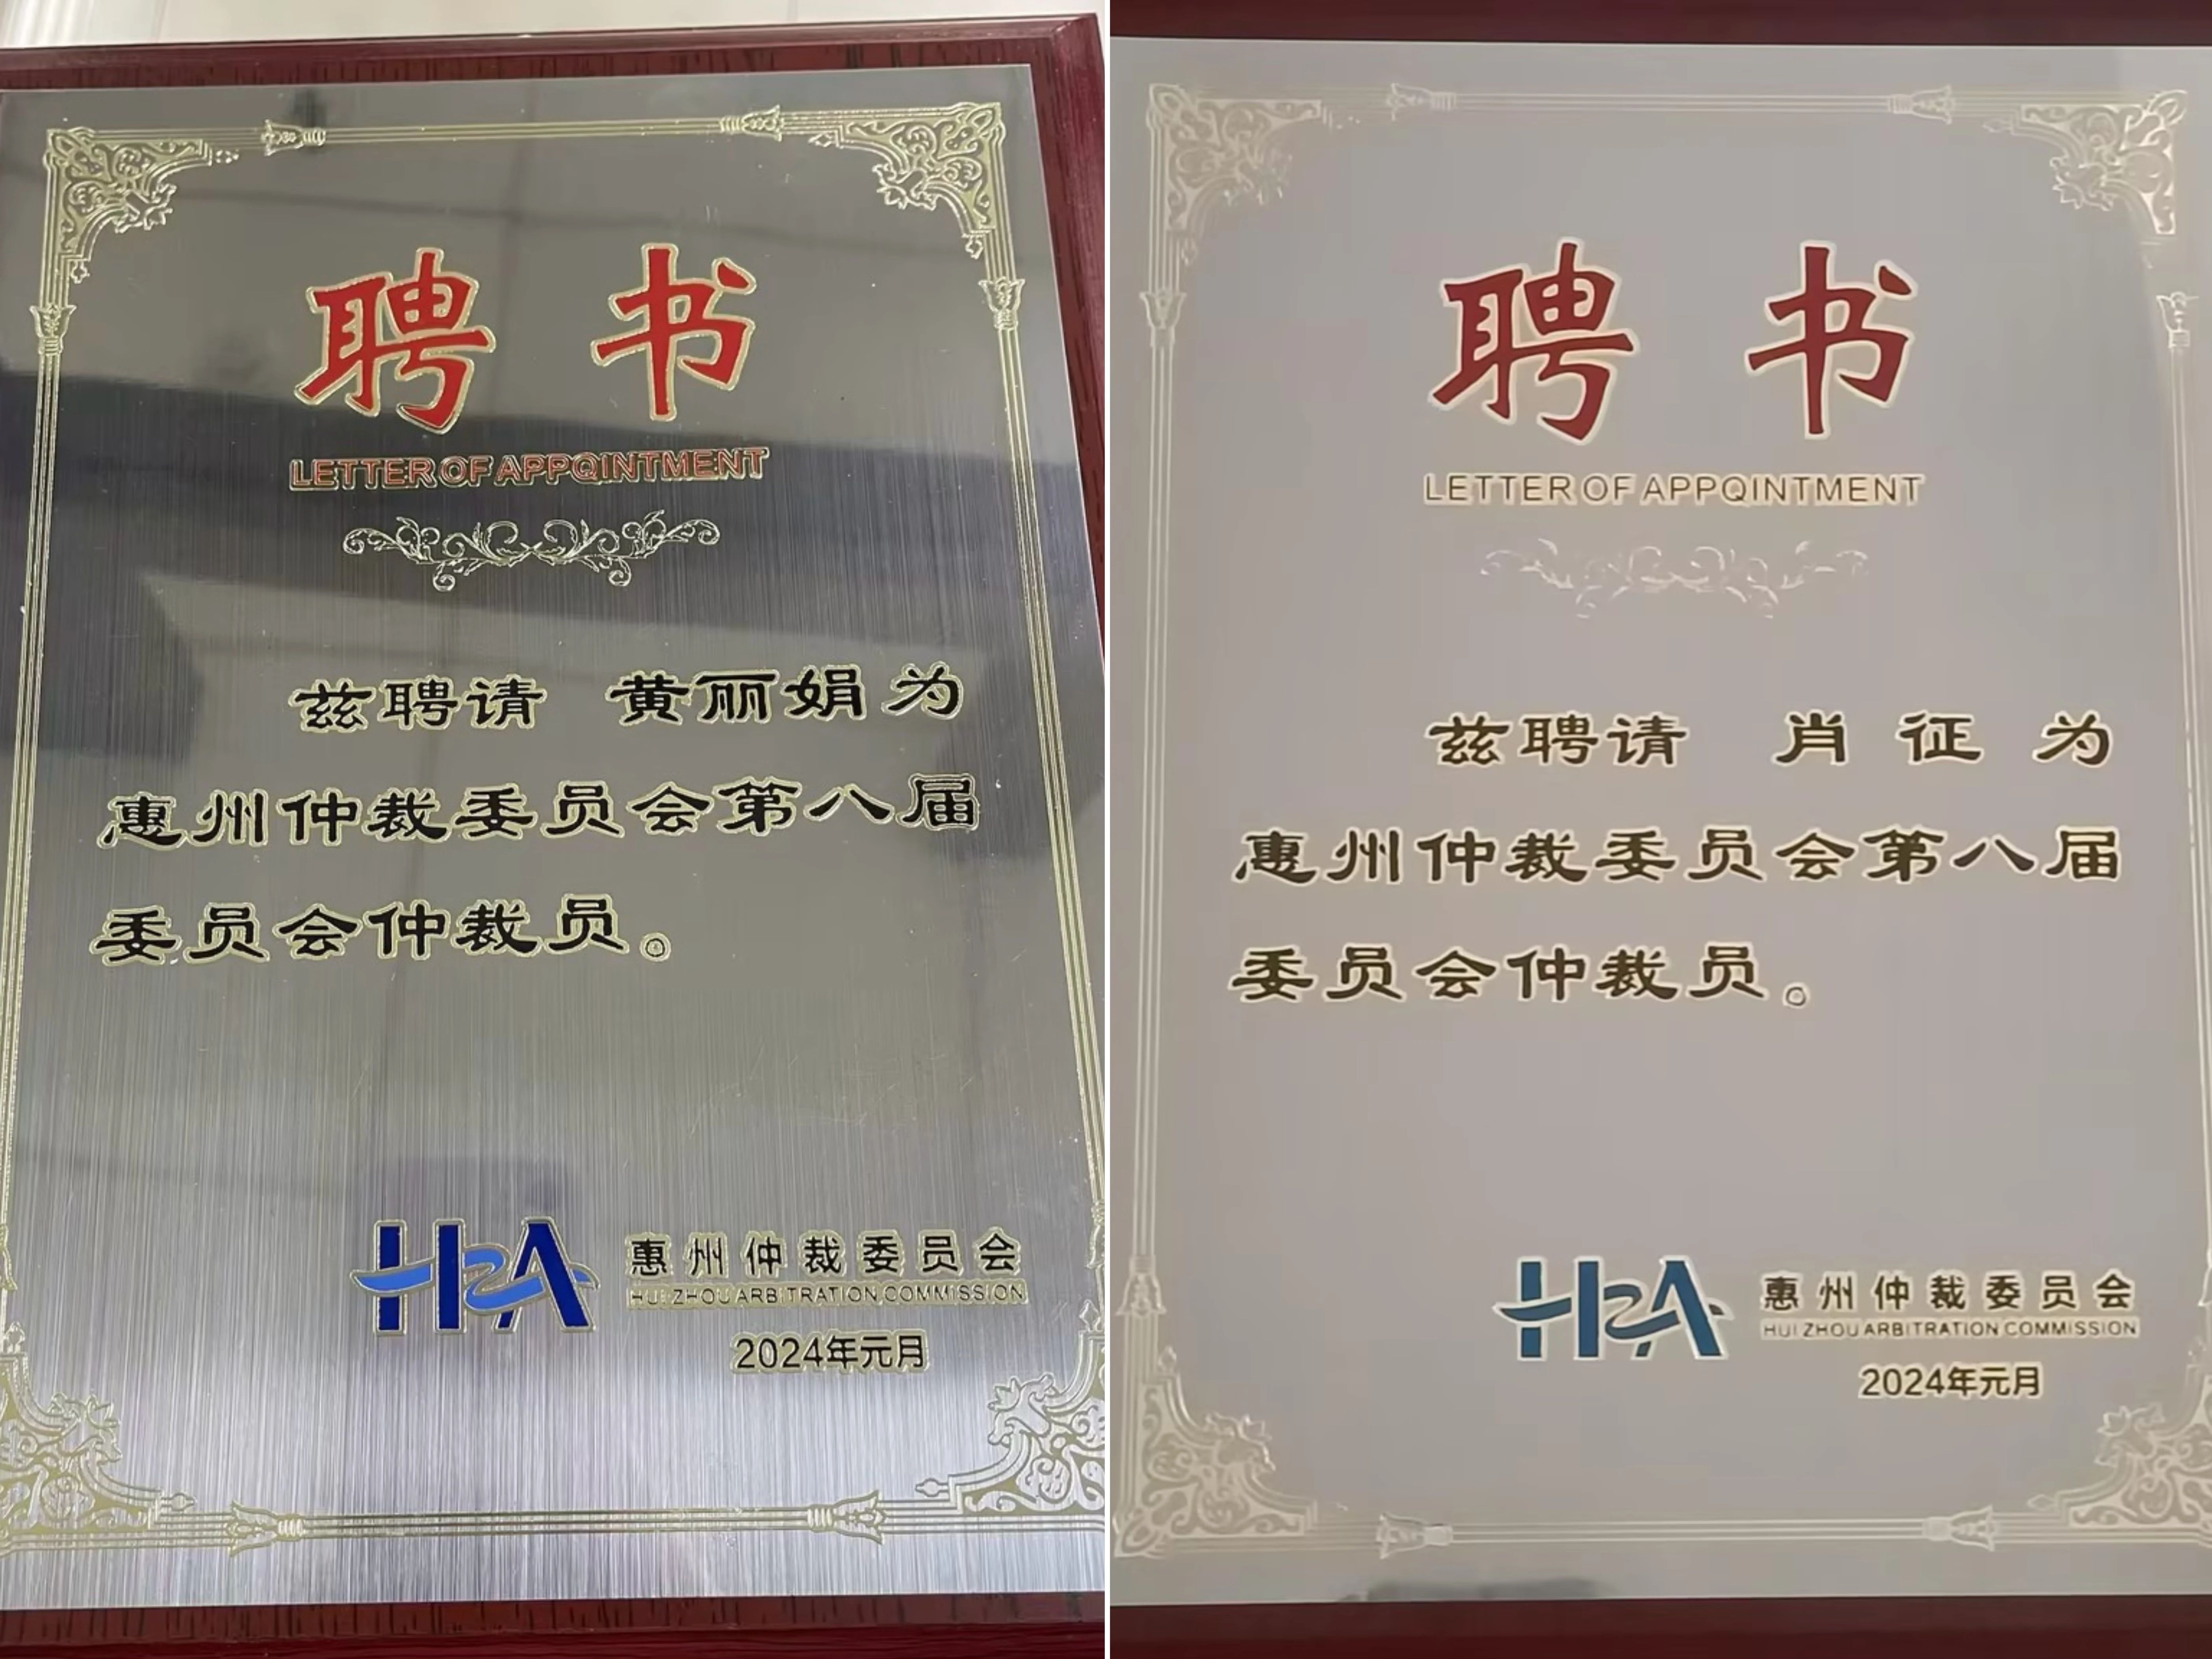 聘书
LETTER OF APPQINTMENT
兹聘请 黄丽娟为
惠州仲裁委员会第八届
委员会仲裁员。
HZA
惠州仲裁委员会
HUI ZHOU ARBITRATION COMMISSION
2024年元月
聘书
LETTER OF APPQINTMENT
兹聘请 肖征为
惠州仲裁委员会第八届
委员会仲裁员。
HZA
惠州仲裁委员会
HUI ZHOU ARBITRATION COMMISSION
2024年元月